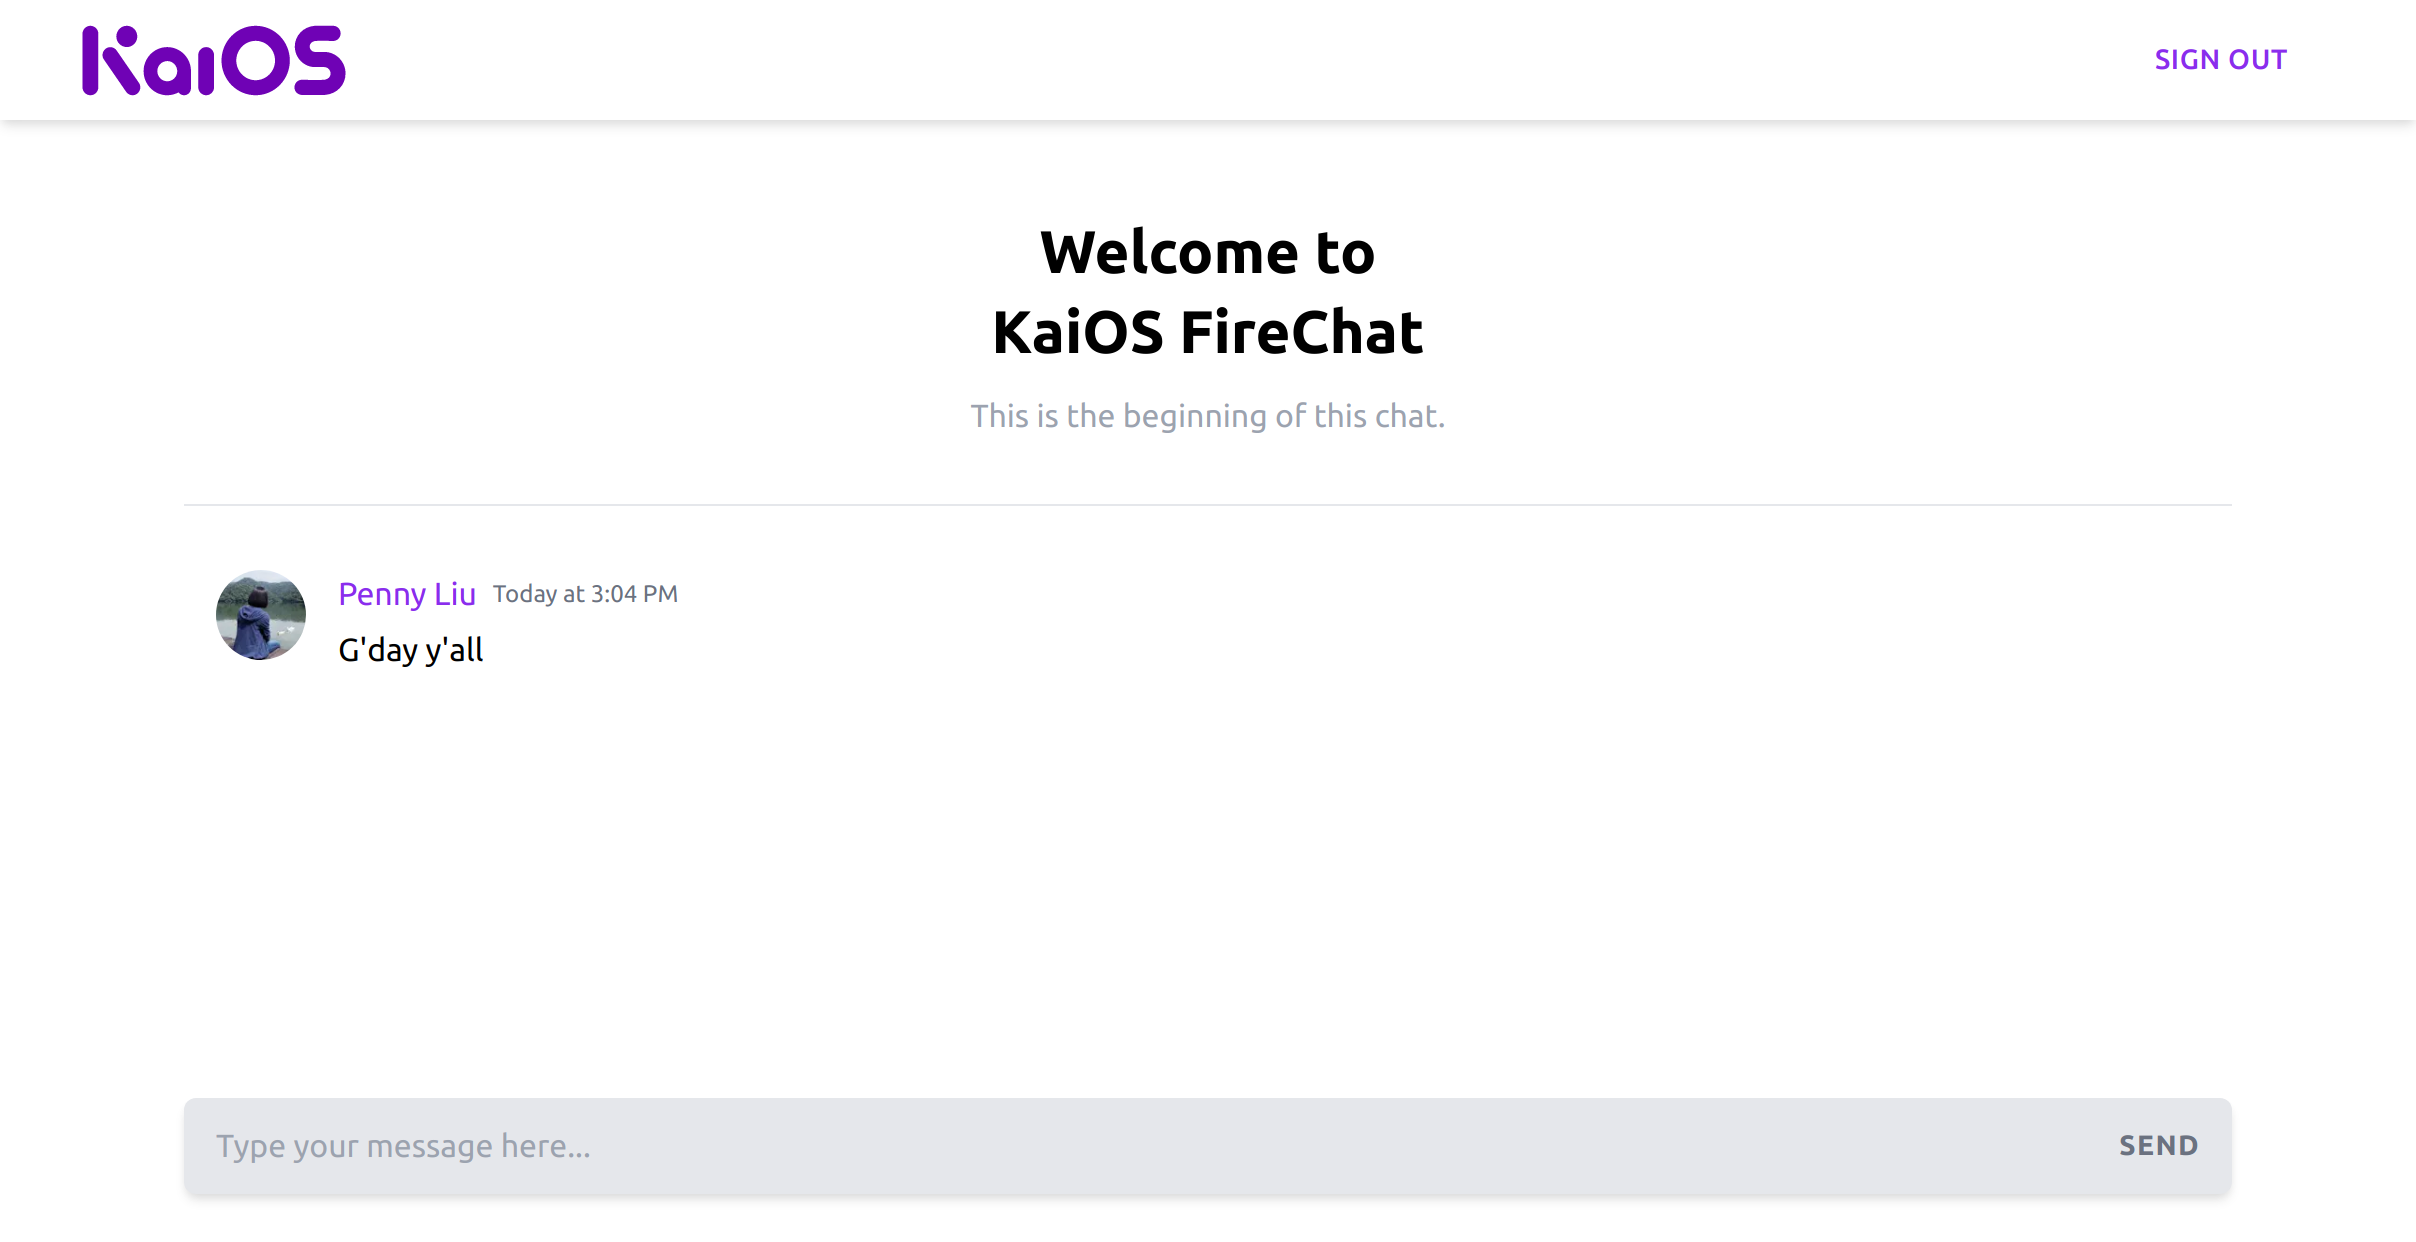 KaiOS
SIGN OUT
Welcome to
KaiOS FireChat
This is the beginning of this chat.
Penny Liu Today at 3:04 PM
G'day y'all
Type your message here...
SEND